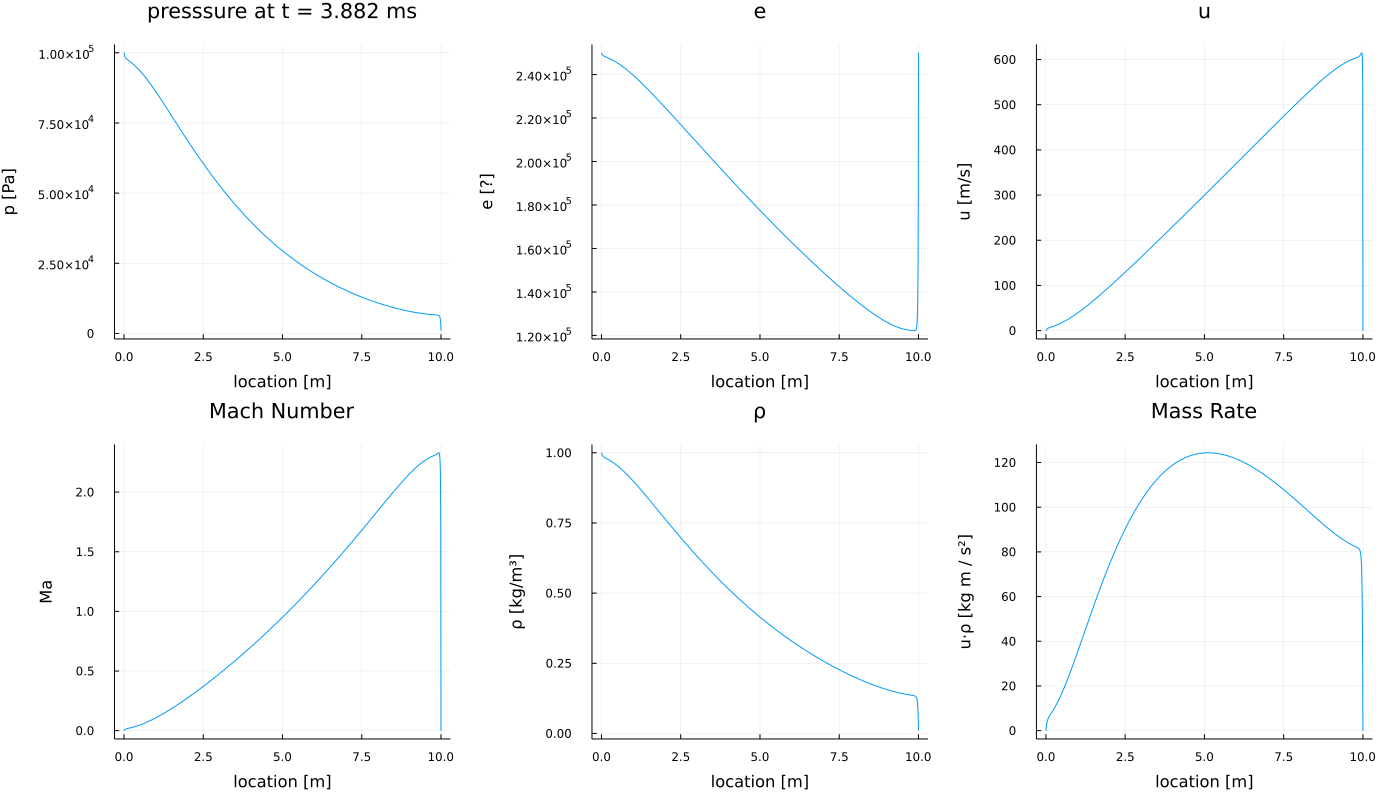 presssure at t = 3.882 ms
p [Pa]
1.00×10⁵
7.50×10⁴
5.00×10⁴
2.50×10⁴
0
0.0 2.5 5.0 7.5 10.0
location [m]
e
e [?]
2.40×10⁵
2.20×10⁵
2.00×10⁵
1.80×10⁵
1.60×10⁵
1.40×10⁵
1.20×10⁵
0.0 2.5 5.0 7.5 10.0
location [m]
u
u [m/s]
600
500
400
300
200
100
0
0.0 2.5 5.0 7.5 10.0
location [m]
Mach Number
Ma
2.0
1.5
1.0
0.5
0.0
0.0 2.5 5.0 7.5 10.0
location [m]
ρ
ρ [kg/m³]
1.00
0.75
0.50
0.25
0.00
0.0 2.5 5.0 7.5 10.0
location [m]
Mass Rate
u·ρ [kg m / s²]
120
100
80
60
40
20
0
0.0 2.5 5.0 7.5 10.0
location [m]